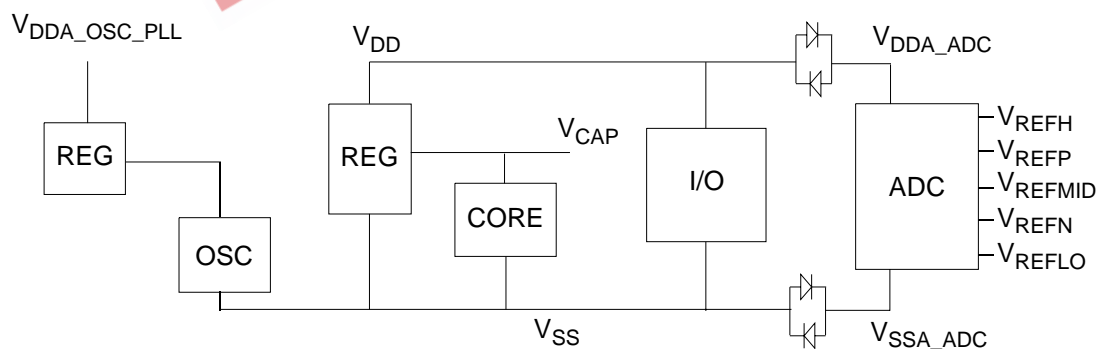 VDDA_OSC_PLL
VDD
VDDA_ADC
REG
REG
VCAP
CORE
I/O
ADC
VREFH
VREFP
VREFMID
VREFN
VREFLO
OSC
VSS
VSSA_ADC